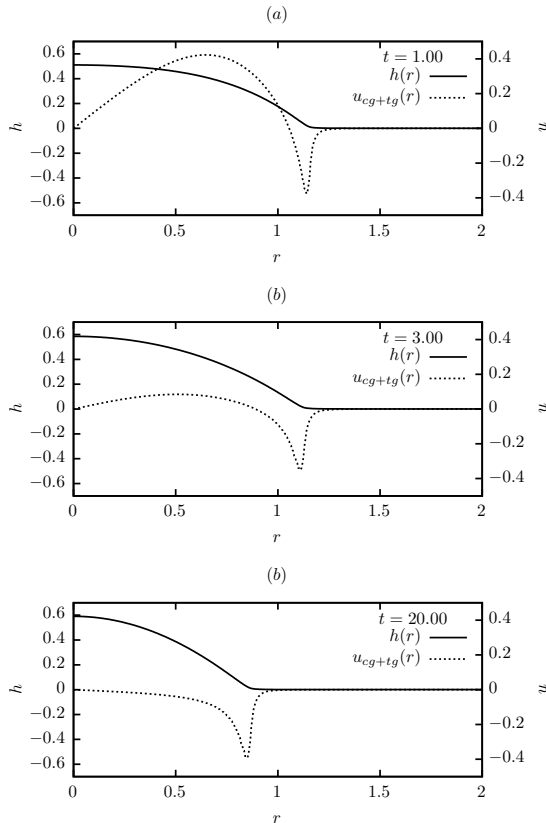 (a)
t = 1.00
h(r)
u_{cg+tg}(r)
0.6
0.4
0.2
0
−0.2
−0.4
−0.6
h
0.4
0.2
0
−0.2
−0.4
u
0 0.5 1 1.5 2
r
(b)
t = 3.00
h(r)
u_{cg+tg}(r)
0.6
0.4
0.2
0
−0.2
−0.4
−0.6
h
0.4
0.2
0
−0.2
−0.4
u
0 0.5 1 1.5 2
r
(b)
t = 20.00
h(r)
u_{cg+tg}(r)
0.6
0.4
0.2
0
−0.2
−0.4
−0.6
h
0.4
0.2
0
−0.2
−0.4
u
0 0.5 1 1.5 2
r